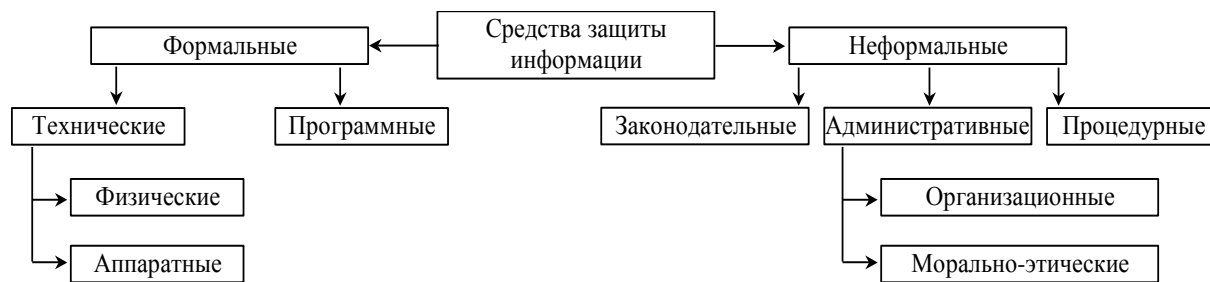 Средства защиты
информации
Формальные
Неформальные
Технические
Программные
Законодательные
Административные
Процедурные
Физические
Организационные
Аппаратные
Морально-этические